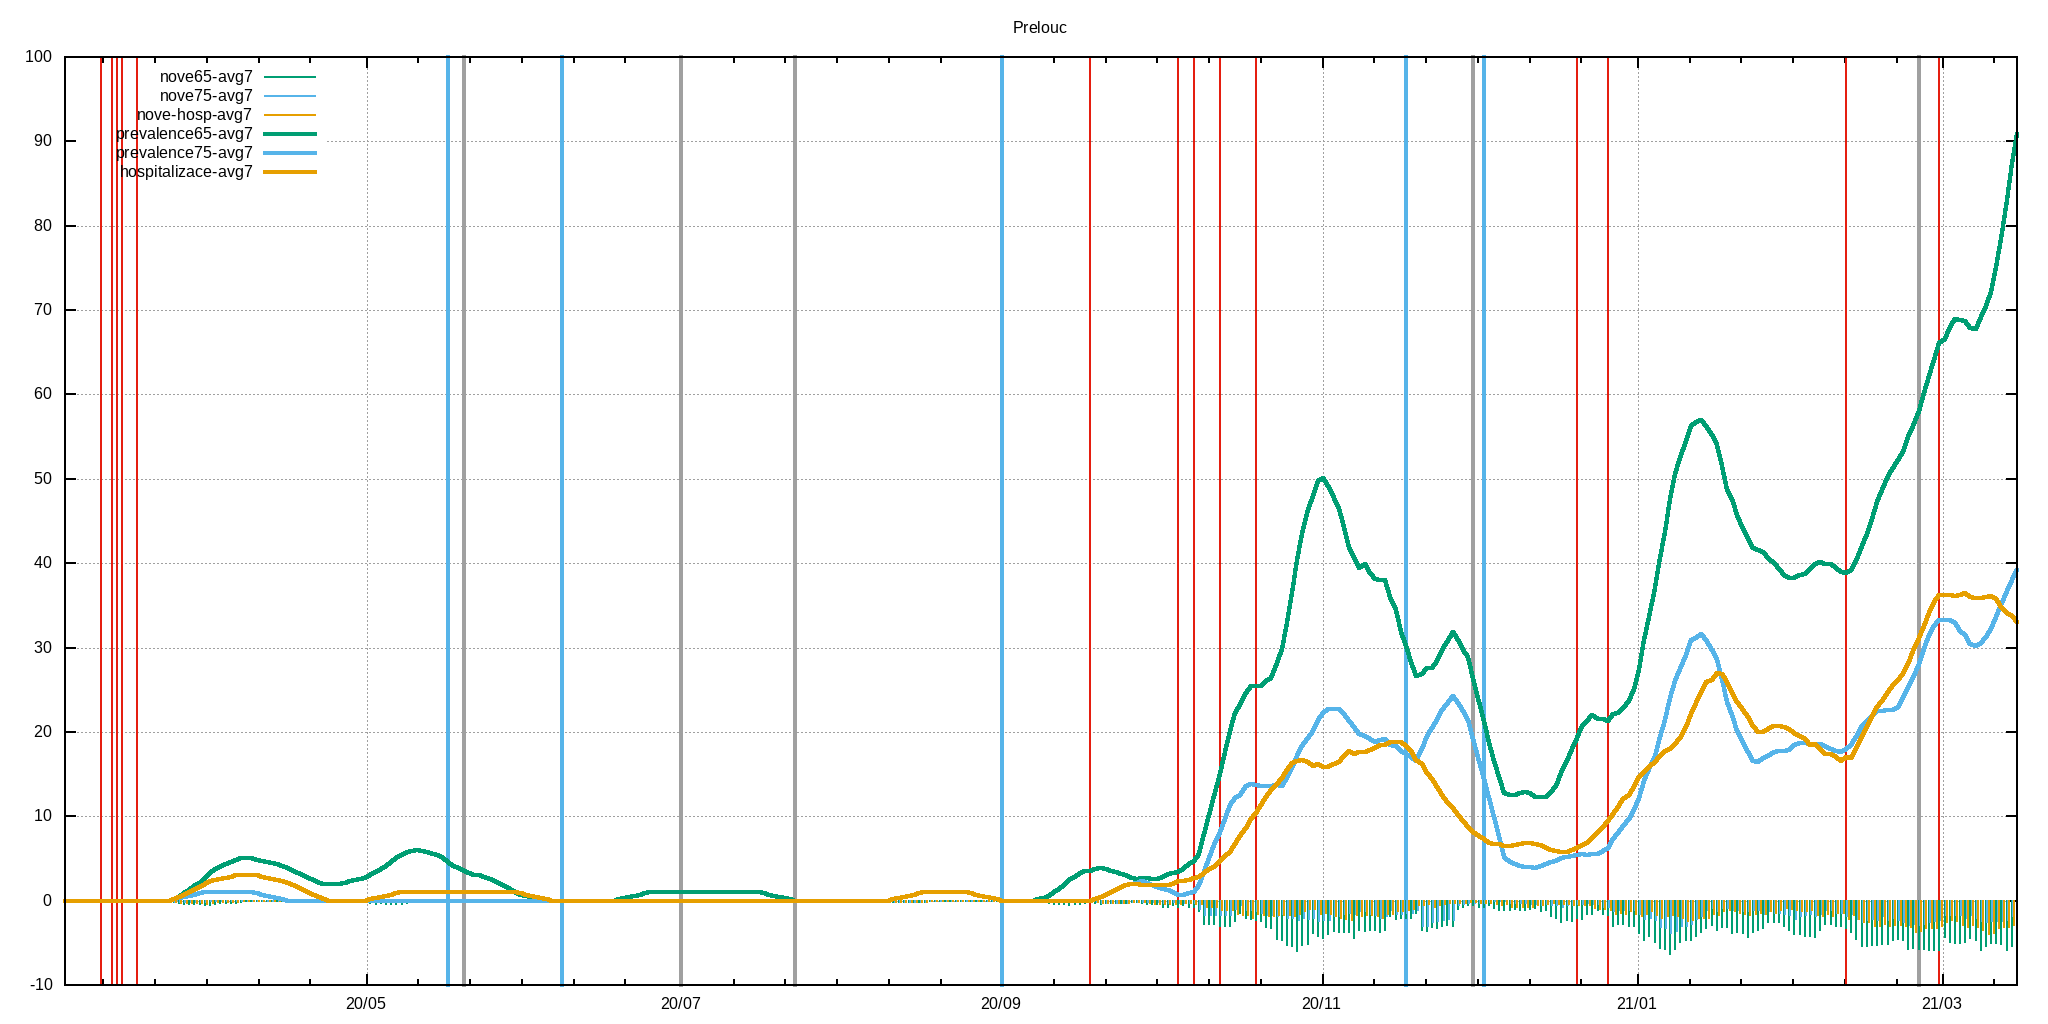 Prelouc
100
90
80
70
60
50
40
30
20
10
0
-10
nove65-avg7
nove75-avg7
nove-hosp-avg7
prevalence65-avg7
prevalence75-avg7
hospitalizace-avg7
20/05 20/07 20/09 20/11 21/01 21/03